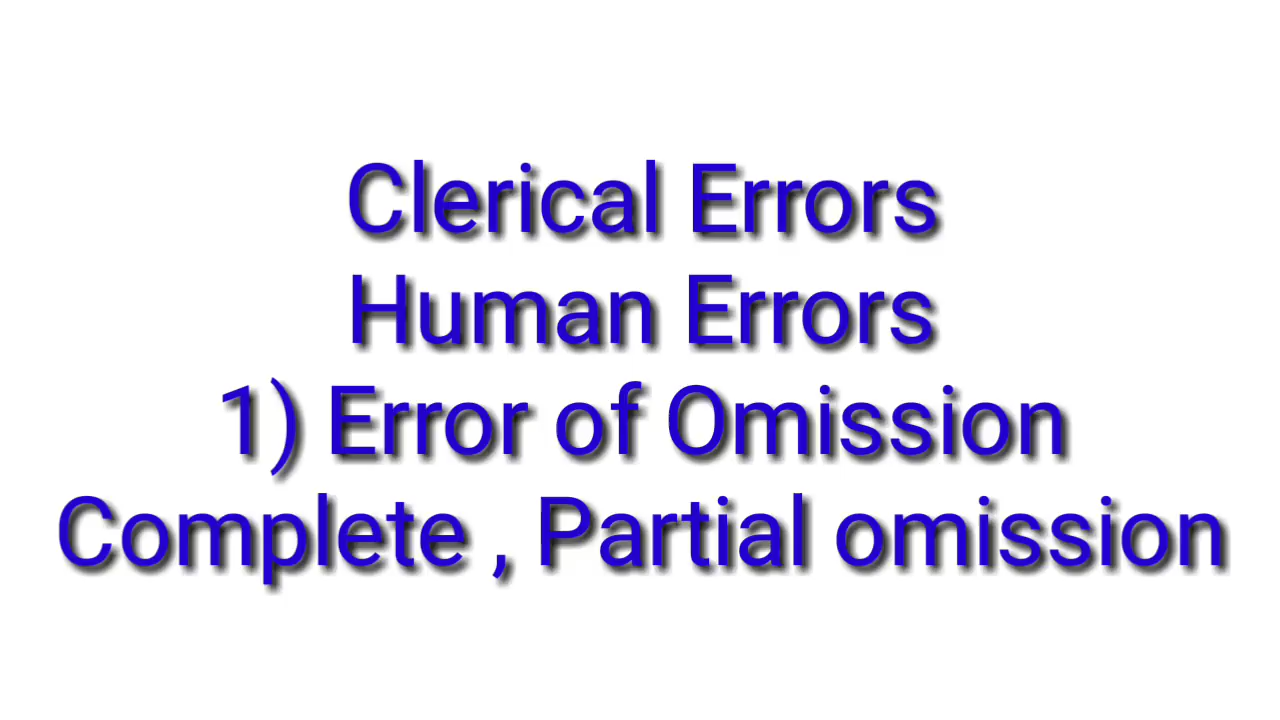 Clerical Errors
Human Errors
1) Error of Omission
Complete , Partial omission